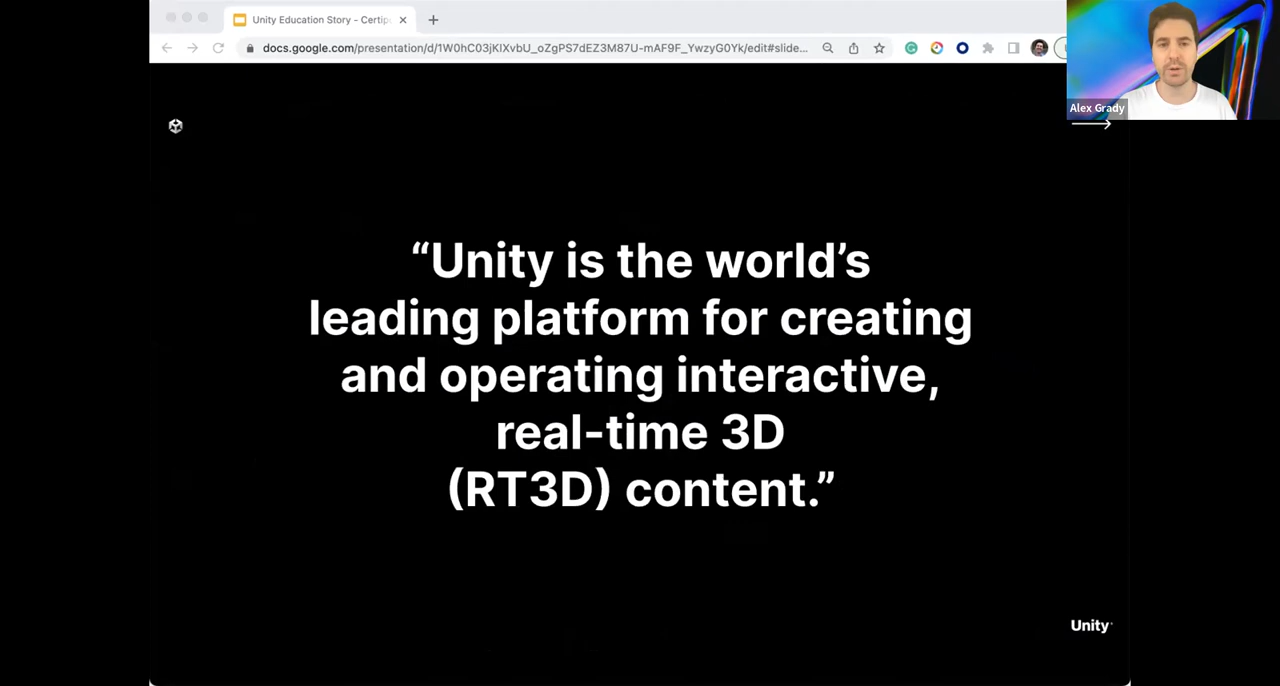 Unity Education Story - Certip
docs.google.com/presentation/d/1W0hC03jKIXvbU_oZgPS7dEZ3M87U-mAF9F_YwzyG0Yk/edit#slide...
Alex Grady
“Unity is the world’s
leading platform for creating
and operating interactive,
real-time 3D
(RT3D) content.”
Unity